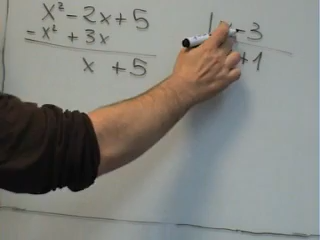 x² - 2x + 5
- x² + 3x
x + 5
- 3
+ 1